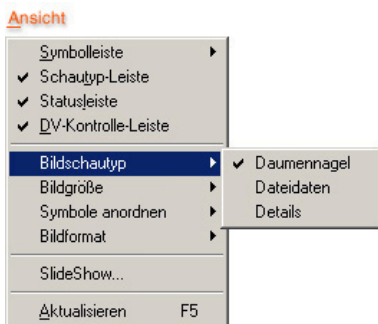 Ansicht
Symbolleiste
Schautyp-Leiste
Statusleiste
DV-Kontrolle-Leiste
Bildschautyp
Daumennagel
Bildgröße
Dateidaten
Symbole anordnen
Details
Bildformat
SlideShow...
Aktualisieren F5